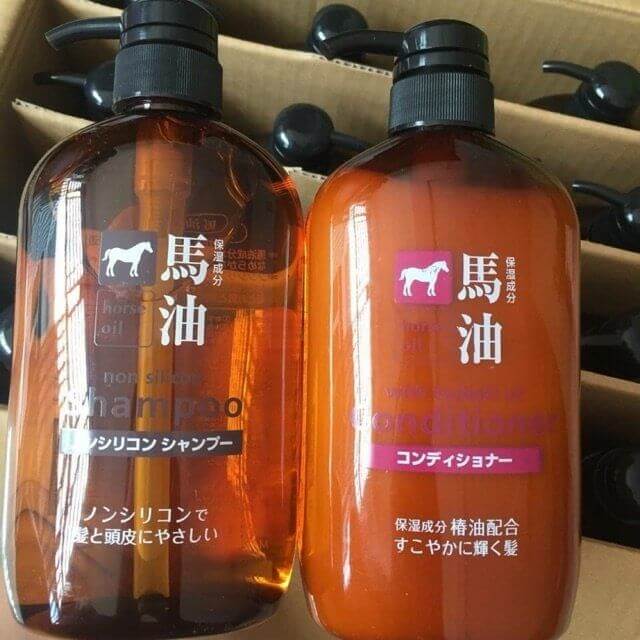 保湿成分
馬油
horse
oil
non silicon
shampoo
ノンシリコン シャンプー
ノンシリコンで
髪と頭皮にやさしい
保湿成分
馬油
horse
oil
conditioner
コンディショナー
保湿成分 椿油配合
すこやかに輝く髪